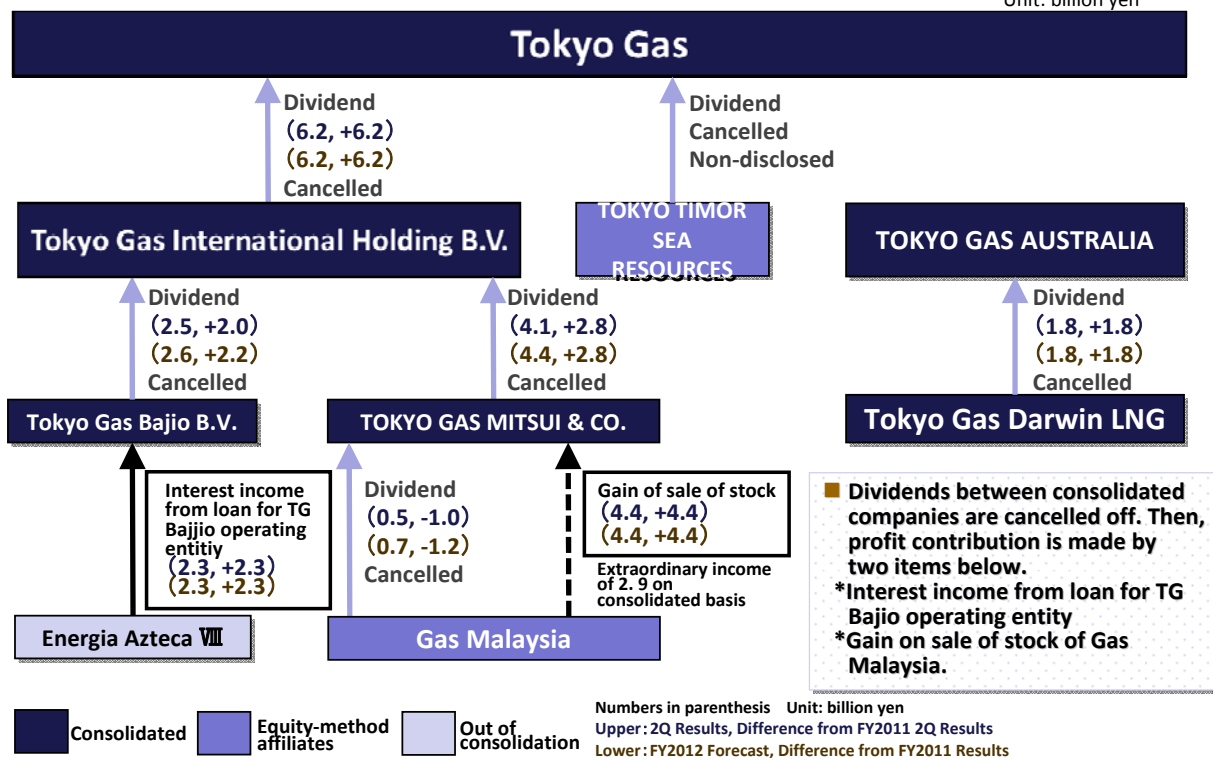 Unit: billion yen
Tokyo Gas
Dividend
(6.2, +6.2)
(6.2, +6.2)
Cancelled
Dividend
Cancelled
Non-disclosed
Tokyo Gas International Holding B.V.
TOKYO TIMOR
SEA
RESOURCES
TOKYO GAS AUSTRALIA
Dividend
(2.5, +2.0)
(2.6, +2.2)
Cancelled
Dividend
(4.1, +2.8)
(4.4, +2.8)
Cancelled
Dividend
(1.8, +1.8)
(1.8, +1.8)
Cancelled
Tokyo Gas Bajio B.V.
TOKYO GAS MITSUI & CO.
Tokyo Gas Darwin LNG
Interest income
from loan for TG
Bajjio operating
entitiy
(2.3, +2.3)
(2.3, +2.3)
Dividend
(0.5, -1.0)
(0.7, -1.2)
Cancelled
Gain of sale of stock
(4.4, +4.4)
(4.4, +4.4)
Extraordinary income
of 2. 9 on
consolidated basis
■ Dividends between consolidated
companies are cancelled off. Then,
profit contribution is made by
two items below.
*Interest income from loan for TG
Bajio operating entity
*Gain on sale of stock of Gas
Malaysia.
Energia Azteca Ⅷ
Gas Malaysia
Consolidated
Equity-method
affiliates
Out of
consolidation
Numbers in parenthesis Unit: billion yen
Upper: 2Q Results, Difference from FY2011 2Q Results
Lower: FY2012 Forecast, Difference from FY2011 Results